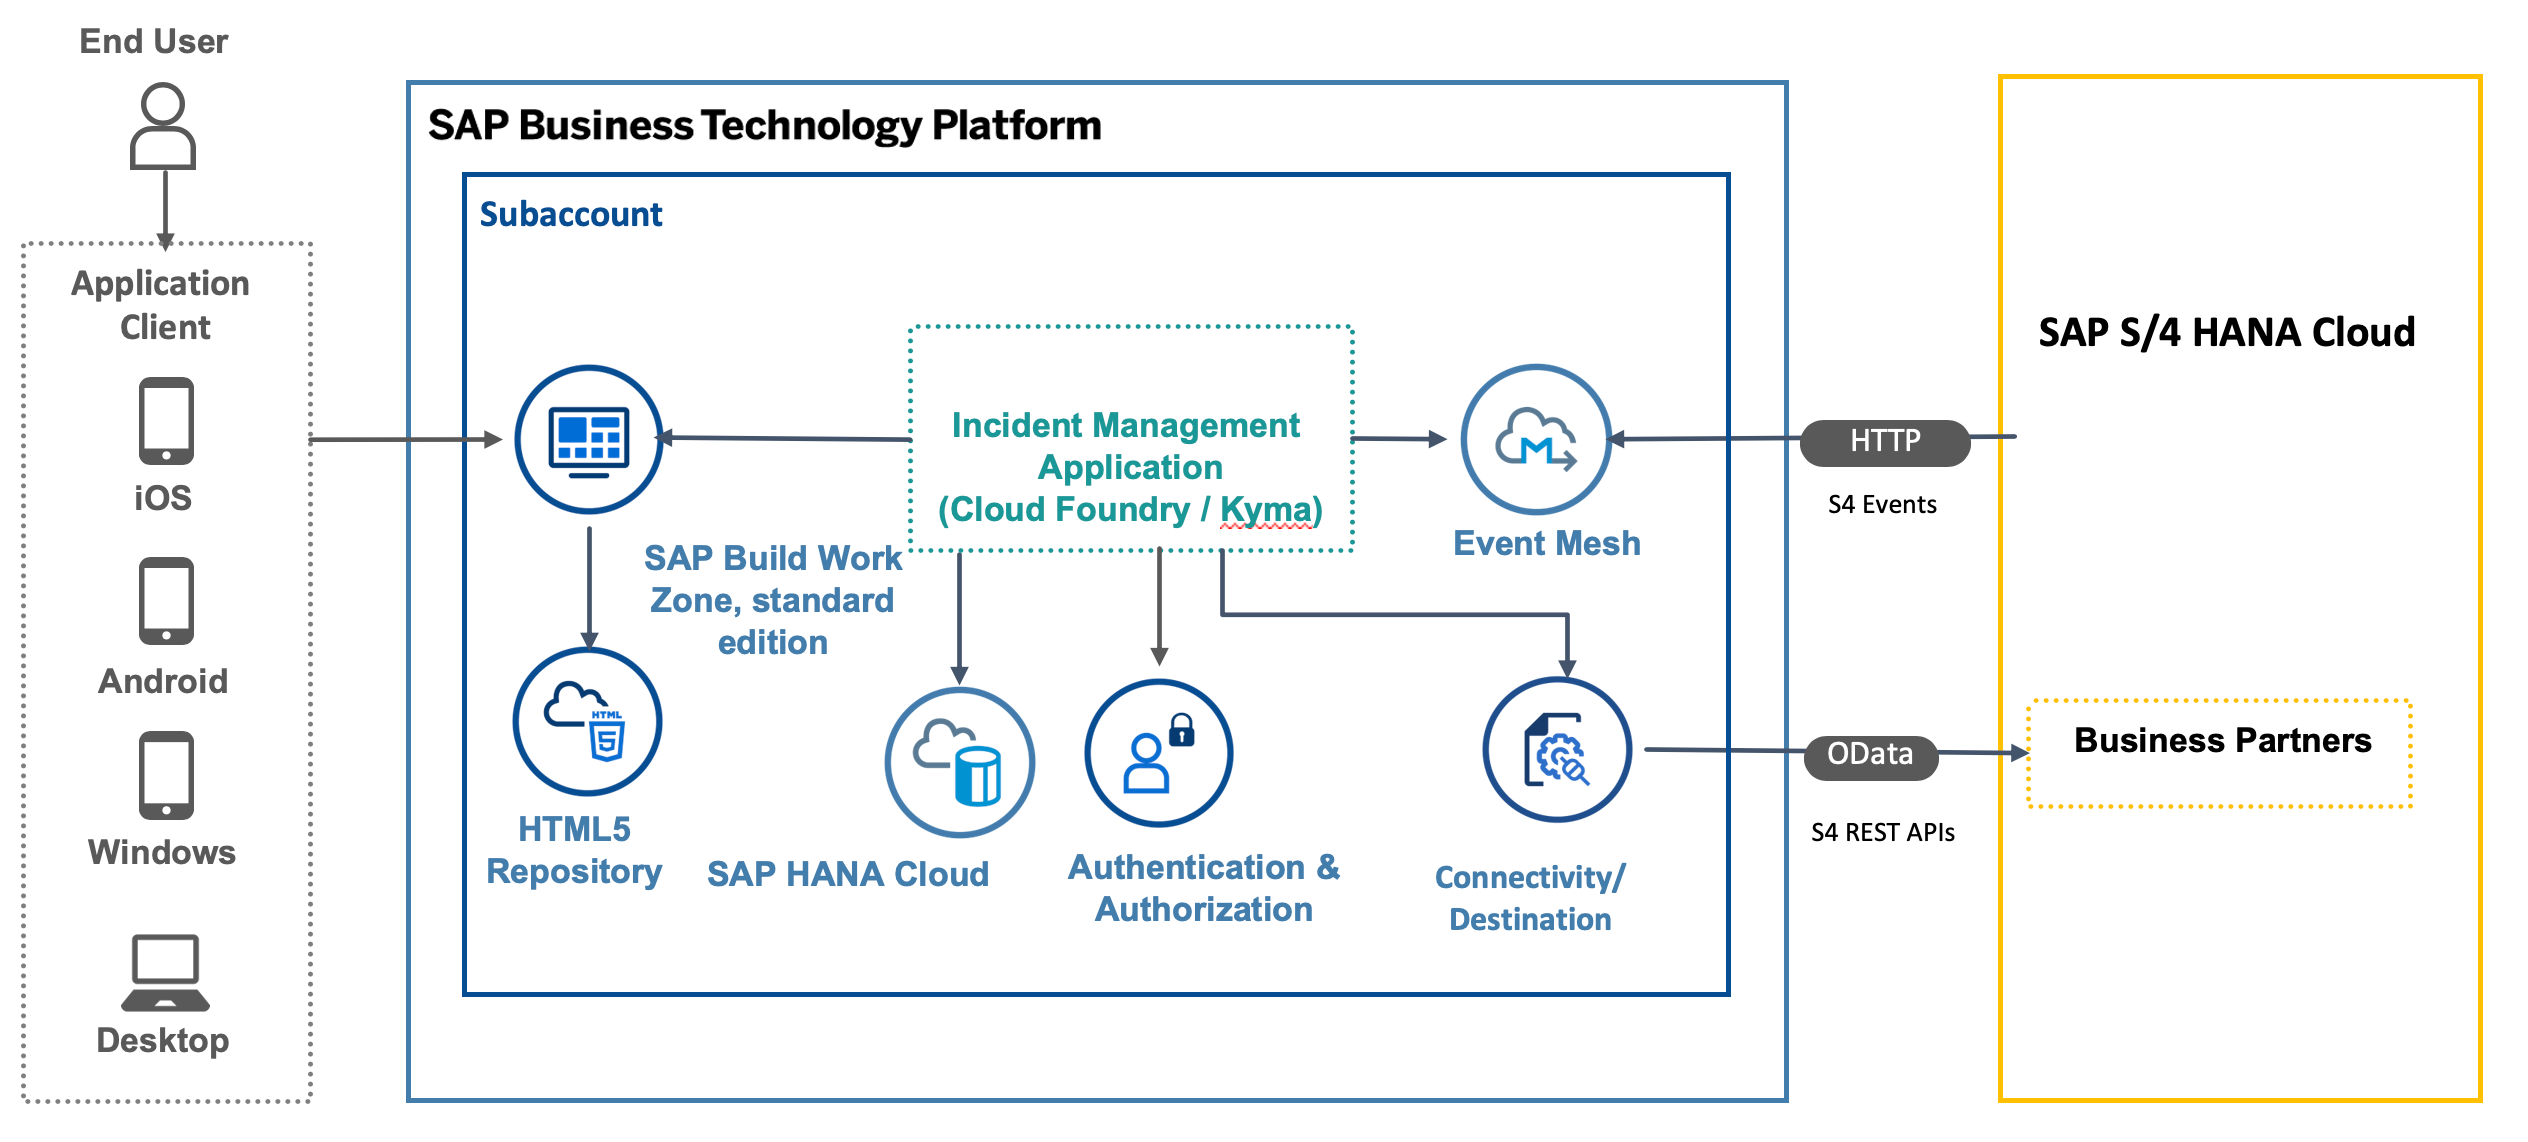 End User
Application
Client
iOS
Android
Windows
Desktop
SAP Business Technology Platform
Subaccount
SAP Build Work
Zone, standard
edition
HTML
5
HTML5
Repository
Incident Management
Application
(Cloud Foundry / Kyma)
SAP HANA Cloud
Authentication &
Authorization
Event Mesh
Connectivity/
Destination
HTTP
S4 Events
OData
S4 REST APIs
SAP S/4 HANA Cloud
Business Partners